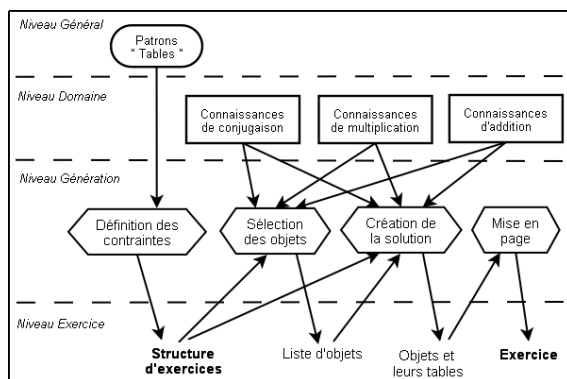 Niveau Général
Patrons
" Tables "
Niveau Domaine
Connaissances
de conjugaison
Connaissances
de multiplication
Connaissances
d'addition
Niveau Génération
Définition des
contraintes
Sélection
des objets
Création de
la solution
Mise en
page
Niveau Exercice
Structure
d'exercices
Liste d'objets
Objets et
leurs tables
Exercice